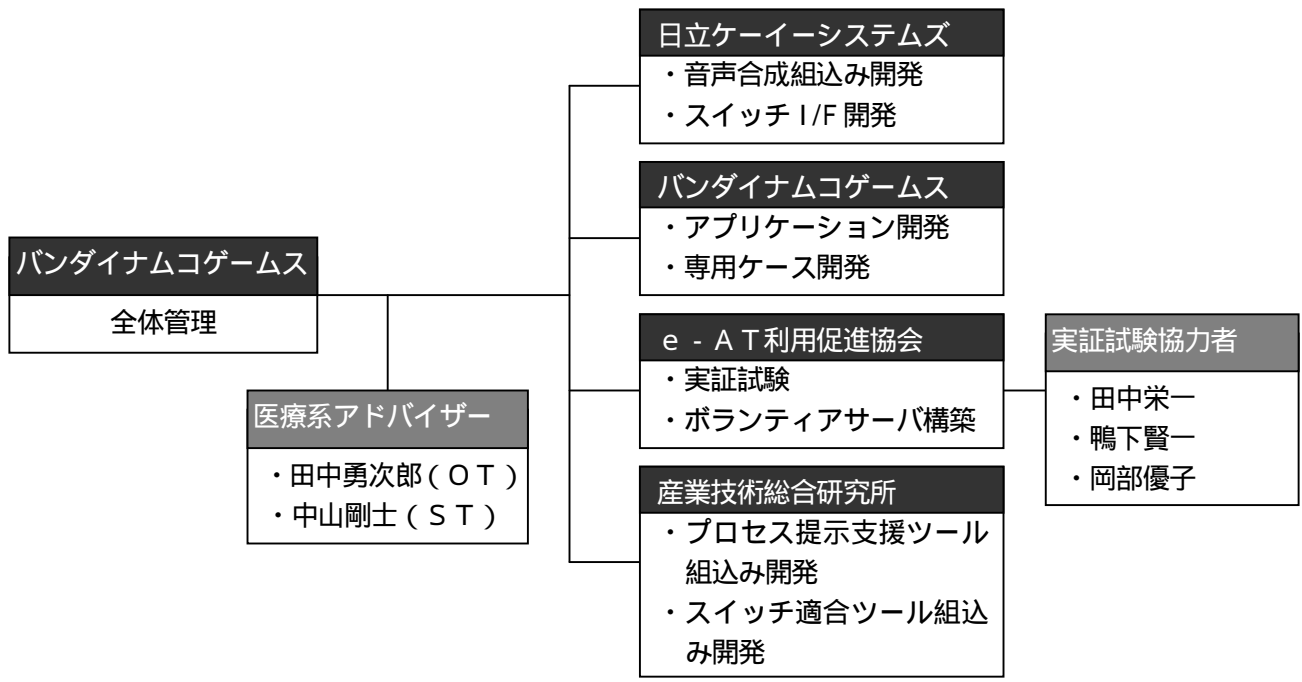 バンダイナムコゲームス
全体管理
医療系アドバイザー
・田中勇次郎(OT)
・中山剛士(ST)
日立ケーイーシステムズ
・音声合成組込み開発
・スイッチ I/F 開発
バンダイナムコゲームス
・アプリケーション開発
・専用ケース開発
e-AT利用促進協会
・実証試験
・ボランティアサーバ構築
産業技術総合研究所
・プロセス提示支援ツール
組込み開発
・スイッチ適合ツール組込
み開発
実証試験協力者
・田中栄一
・鴨下賢一
・岡部優子